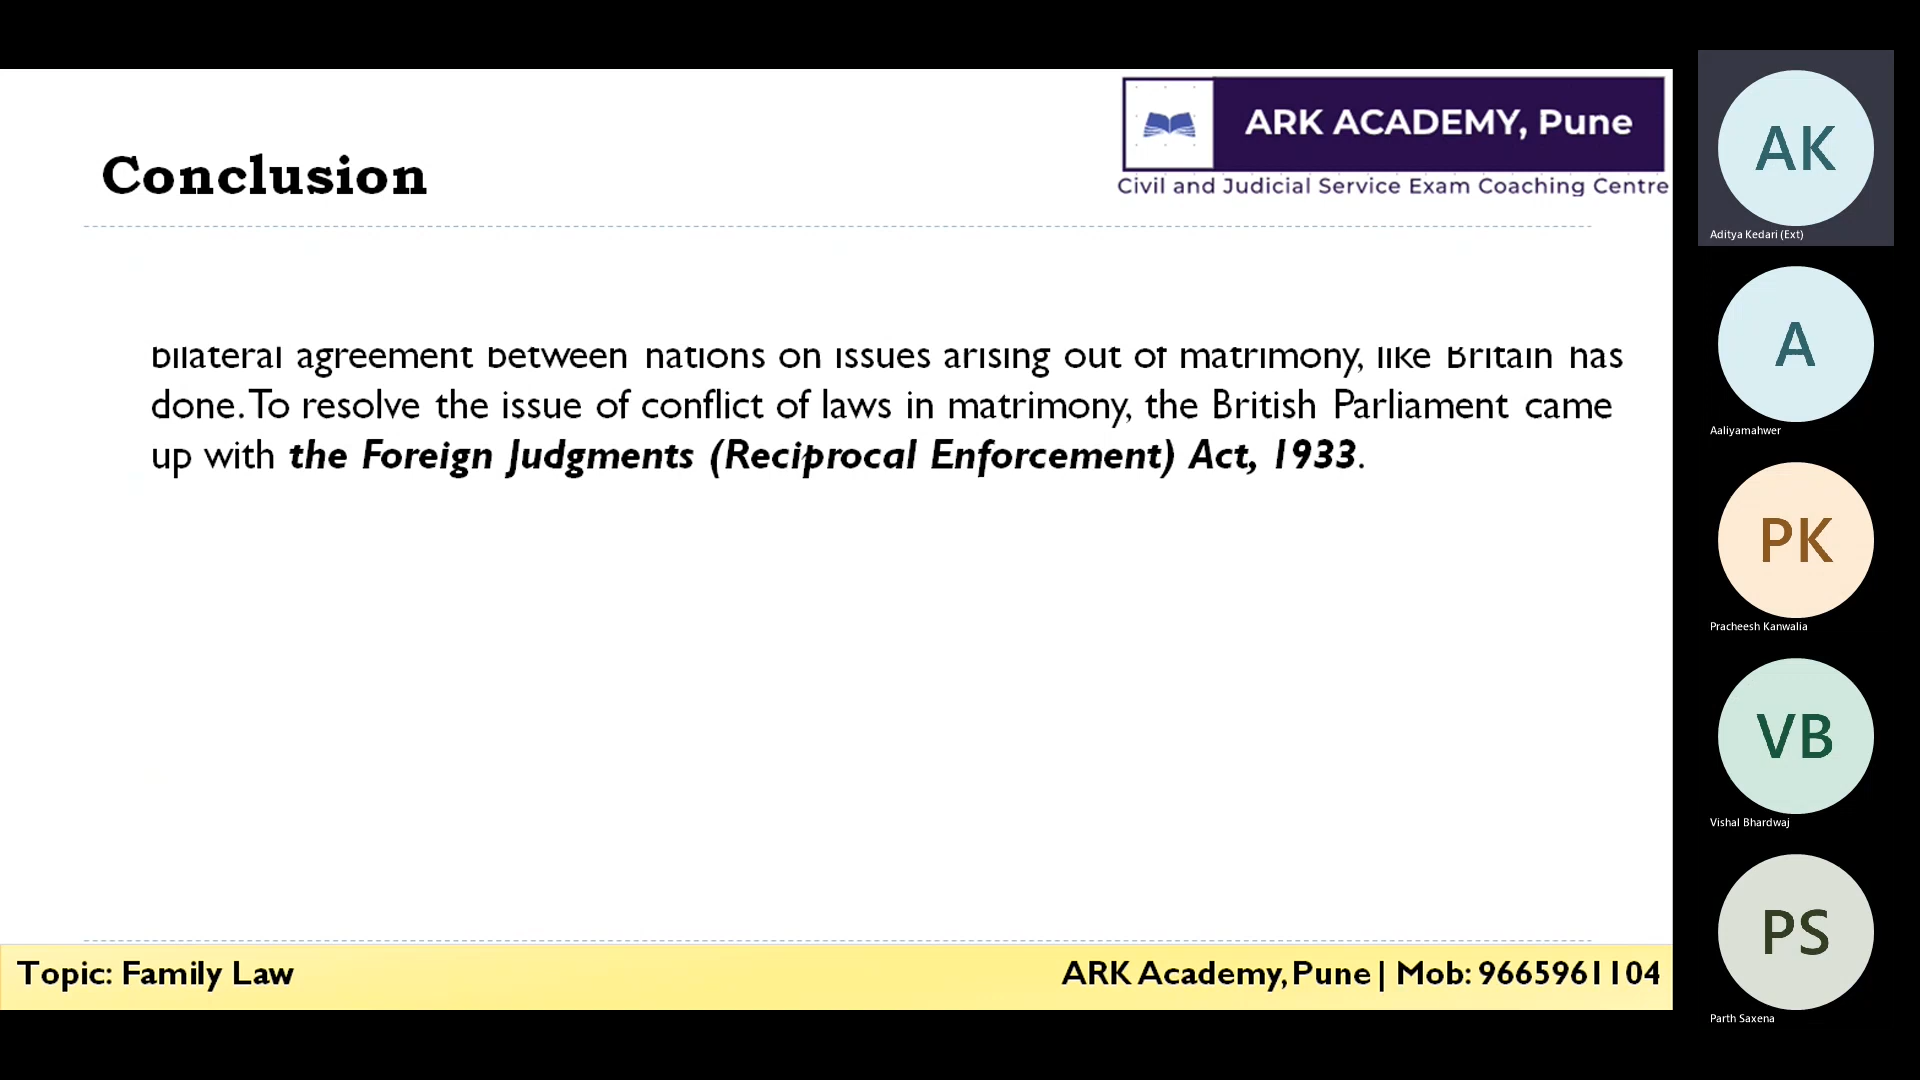 ARK ACADEMY, Pune
Civil and Judicial Service Exam Coaching Centre
Conclusion
bilateral agreement between nations on issues arising out of matrimony, like Britain has
done. To resolve the issue of conflict of laws in matrimony, the British Parliament came
up with the Foreign Judgments (Reciprocal Enforcement) Act, 1933.
Topic: Family Law
ARK Academy, Pune | Mob: 9665961104
AK
Aditya Kedari (Ext)
A
Aaliyamahwer
PK
Pracheesh Kanwalia
VB
Vishal Bhardwaj
PS
Parth Saxena